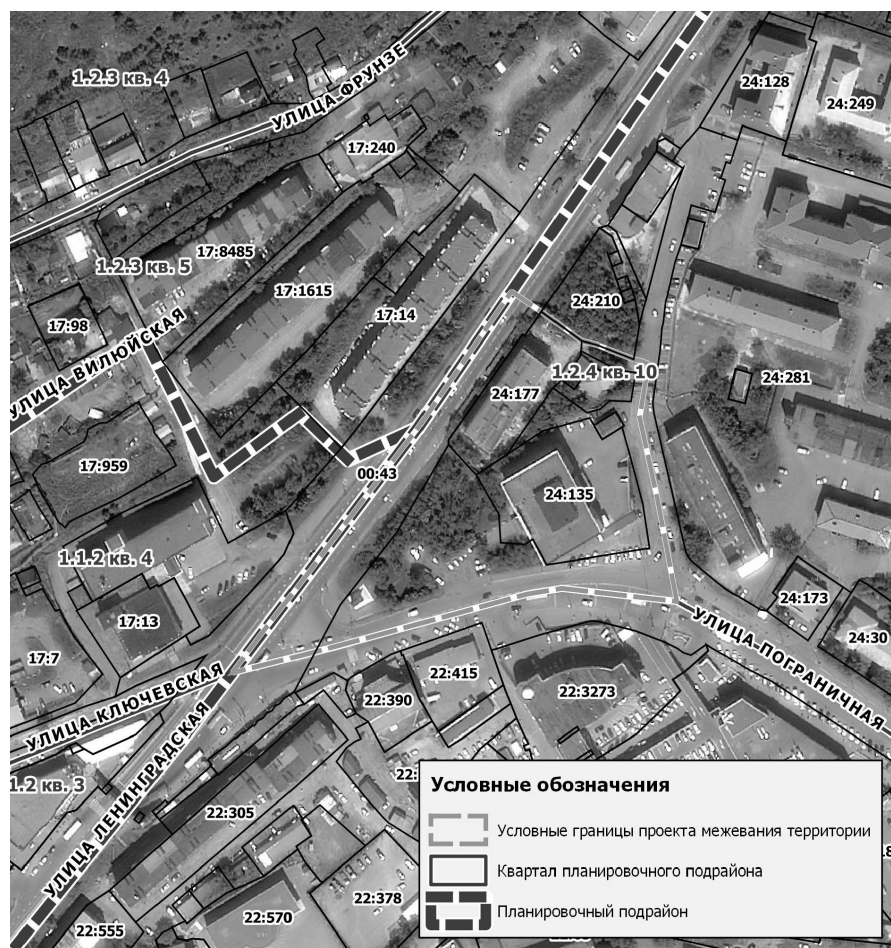 1.2.3 кв. 4
УЛИЦА ФРУНЗЕ
24:128
24:249
17:240
17:8485
1.2.3 кв. 5
17:1615
24:210
17:98
17:14
УЛИЦА ВИЛЮЙСКАЯ
1.2.4 кв. 10
24:281
24:177
17:959
00:43
24:135
1.1.2 кв. 4
24:173
17:13
24:30
17:7
УЛИЦА ПОГРАНИЧНАЯ
22:415
22:390
22:3273
УЛИЦА КЛЮЧЕВСКАЯ
УЛИЦА ЛЕНИНГРАДСКАЯ
1.2 кв. 3
22:305
22:378
22:570
22:555
Условные обозначения
Условные границы проекта межевания территории
Квартал планировочного подрайона
Планировочный подрайон